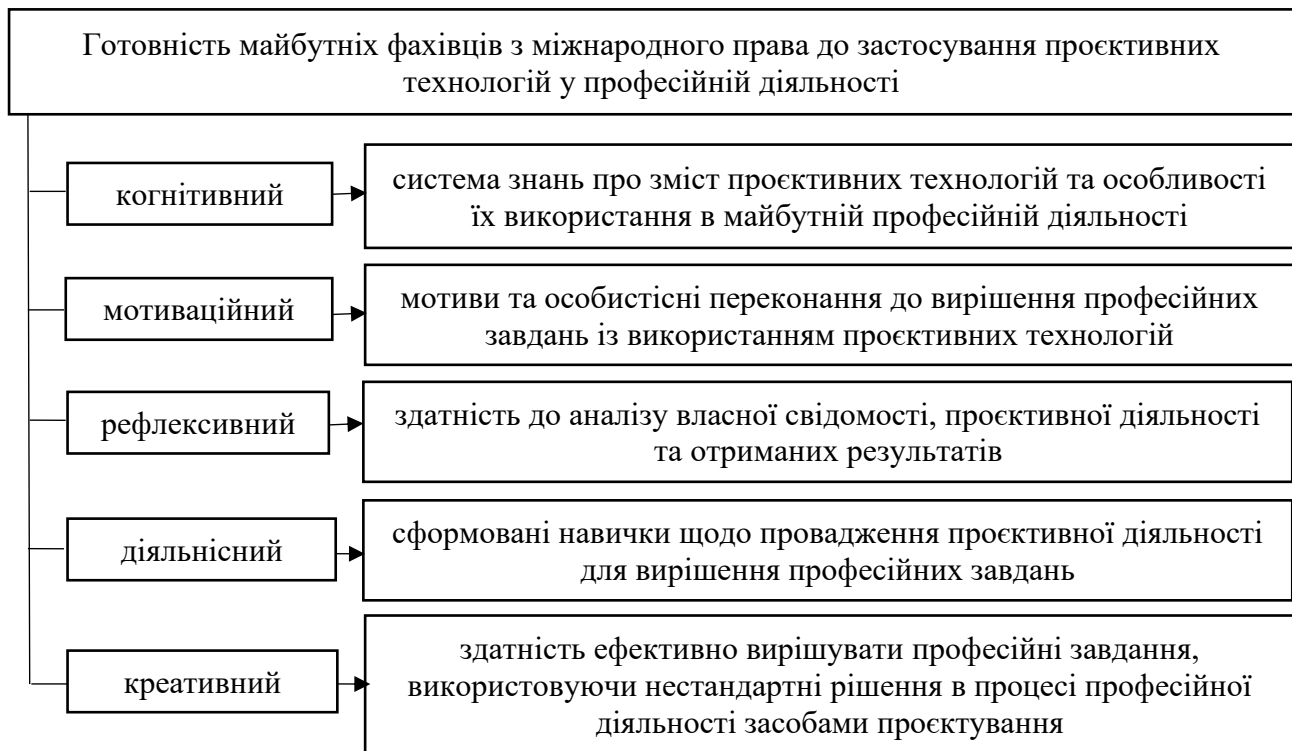 Готовність майбутніх фахівців з міжнародного права до застосування проєктивних
технологій у професійній діяльності
когнітивний
система знань про зміст проєктивних технологій та особливості
їх використання в майбутній професійній діяльності
мотиваційний
мотиви та особистісні переконання до вирішення професійних
завдань із використанням проєктивних технологій
рефлексивний
здатність до аналізу власної свідомості, проєктивної діяльності
та отриманих результатів
діяльнісний
сформовані навички щодо провадження проєктивної діяльності
для вирішення професійних завдань
креативний
здатність ефективно вирішувати професійні завдання,
використовуючи нестандартні рішення в процесі професійної
діяльності засобами проєктування